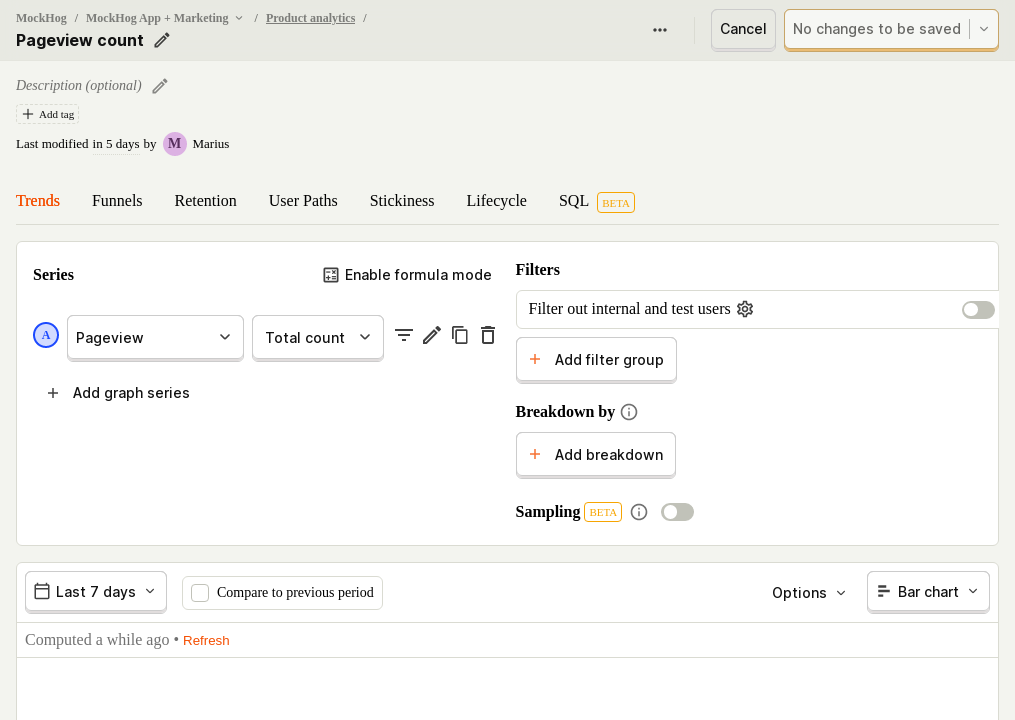 MockHog / MockHog App + Marketing / Product analytics /
Pageview count
Cancel
No changes to be saved
Description (optional)
Add tag
Last modified in 5 days by M Marius
Trends Funnels Retention User Paths Stickiness Lifecycle SQL BETA
Series
Enable formula mode
A Pageview Total count
Add graph series
Filters
Filter out internal and test users
Add filter group
Breakdown by
Add breakdown
Sampling BETA
Last 7 days Compare to previous period Options Bar chart
Computed a while ago • Refresh